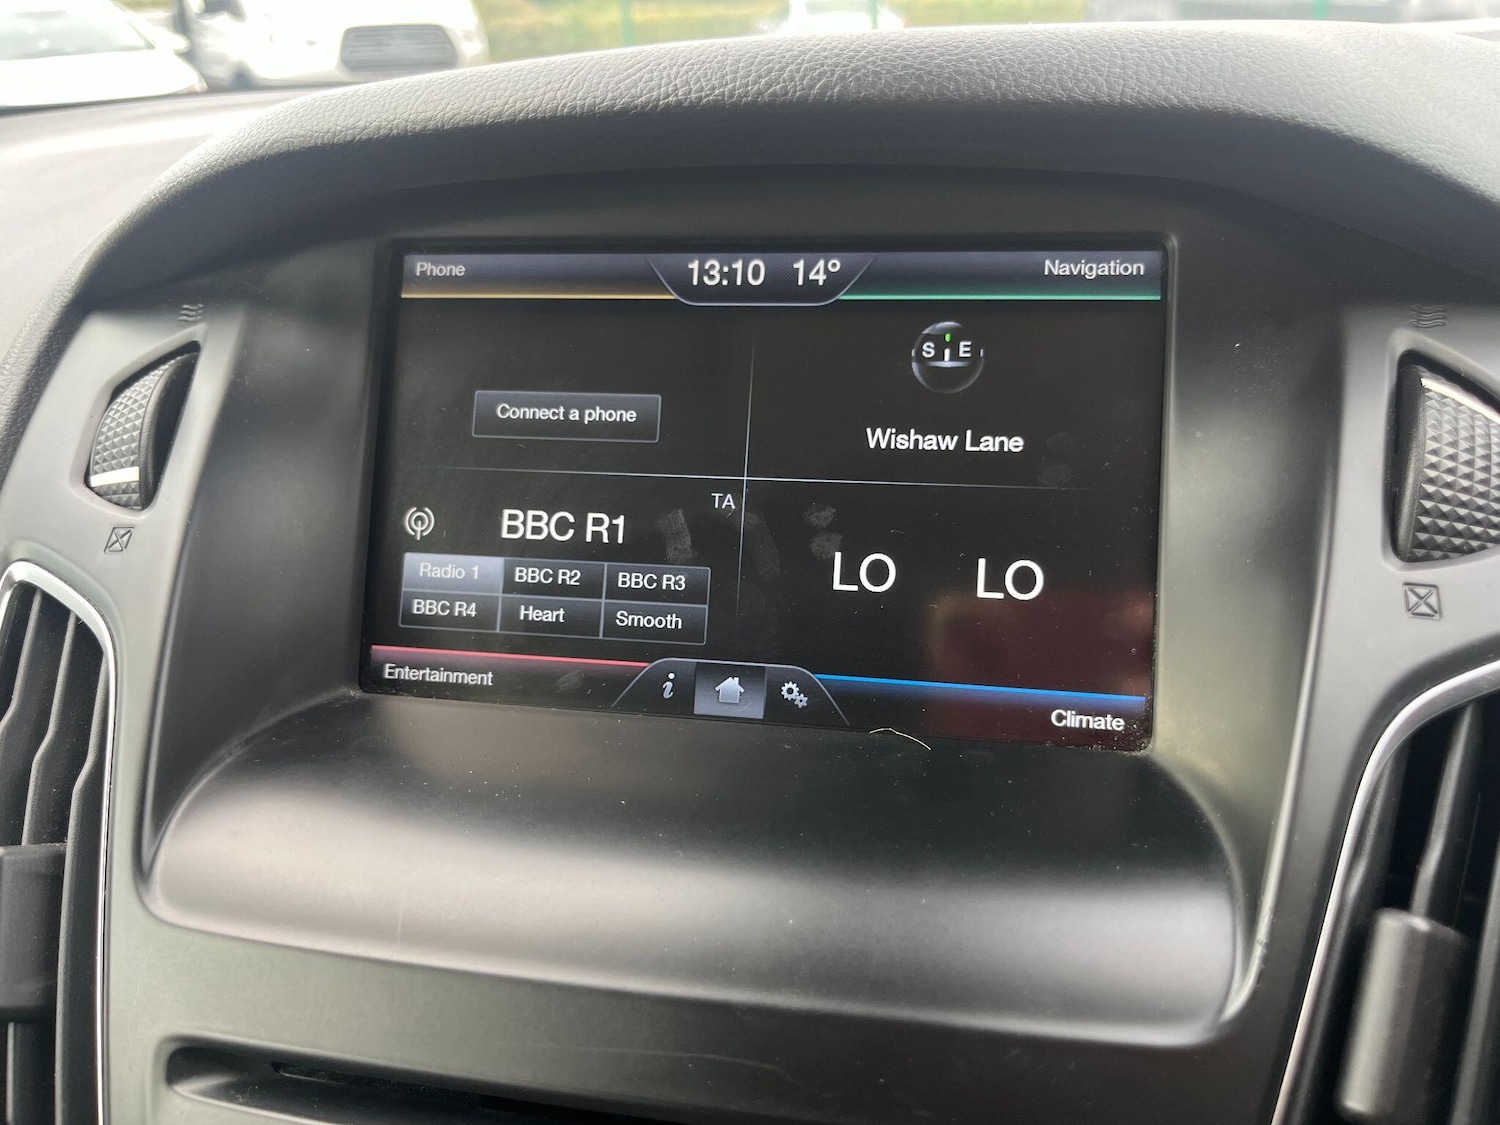 Phone
13:10 14°
Navigation
S E
Connect a phone
Wishaw Lane
TA
BBC R1
Radio 1 BBC R2 BBC R3
BBC R4 Heart Smooth
LO LO
Entertainment
i
Climate